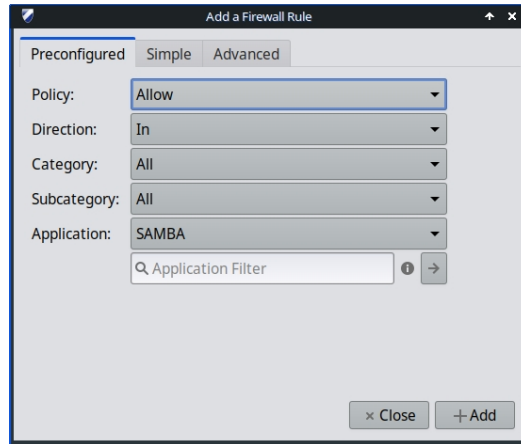 Add a Firewall Rule
Preconfigured Simple Advanced
Policy: Allow
Direction: In
Category: All
Subcategory: All
Application: SAMBA
Application Filter
Close Add